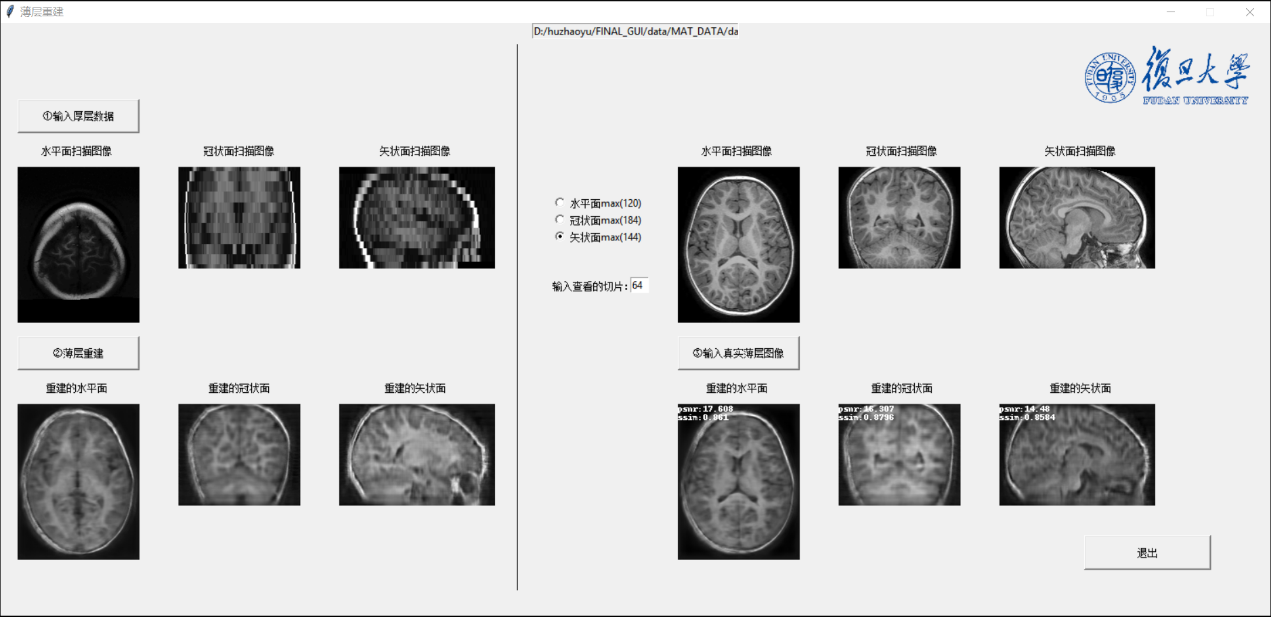 薄层重建
D:/huzhaoyu/FINAL_GUI/data/MAT_DATA/da
復旦大學
FUDAN UNIVERSITY
FUDAN UNIVERSITY
1905
①输入厚层数据
水平面扫描图像
冠状面扫描图像
矢状面扫描图像
②薄层重建
重建的水平面
重建的冠状面
重建的矢状面
水平面max(120)
冠状面max(184)
矢状面max(144)
输入查看的切片: 64
水平面扫描图像
冠状面扫描图像
矢状面扫描图像
③输入真实薄层图像
重建的水平面
重建的冠状面
重建的矢状面
psnr:17.608
ssim:0.861
psnr:16.307
ssim:0.8796
psnr:14.48
ssim:0.8584
退出